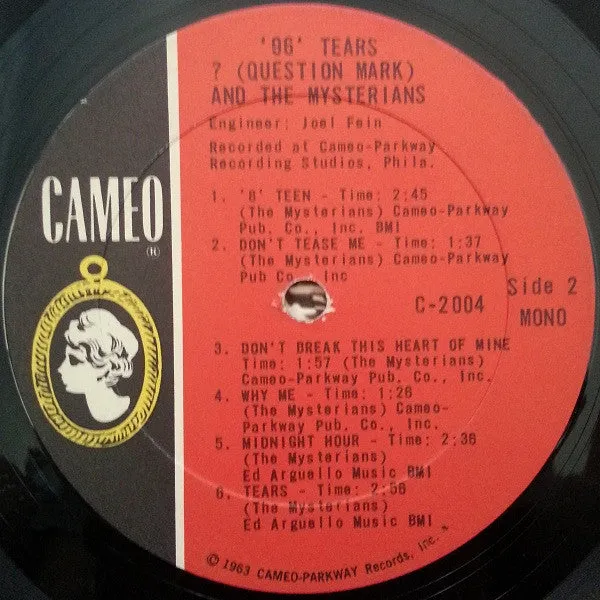 '96' TEARS
? (QUESTION MARK)
AND THE MYSTERIANS
Engineer: Joel Fein
Recorded at Cameo-Parkway
Recording Studios, Phila.
CAMEO
1. '8' TEEN - Time: 2:45
(The Mysterians) Cameo-Parkway
Pub. Co., Inc. BMI
2. DON'T TEASE ME - Time: 1:37
(The Mysterians) Cameo-Parkway
Pub Co., Inc
C-2004
Side 2
MONO
3. DON'T BREAK THIS HEART OF MINE
Time: 1:57 (The Mysterians)
Cameo-Parkway Pub. Co., Inc.
4. WHY ME - Time: 1:26
(The Mysterians) Cameo-
Parkway Pub. Co., Inc.
5. MIDNIGHT HOUR - Time: 2:36
(The Mysterians)
Ed Arguello Music BMI
6. TEARS - Time: 2:56
(The Mysterians)
Ed Arguello Music BMI
© 1963 CAMEO-PARKWAY Records, Inc.